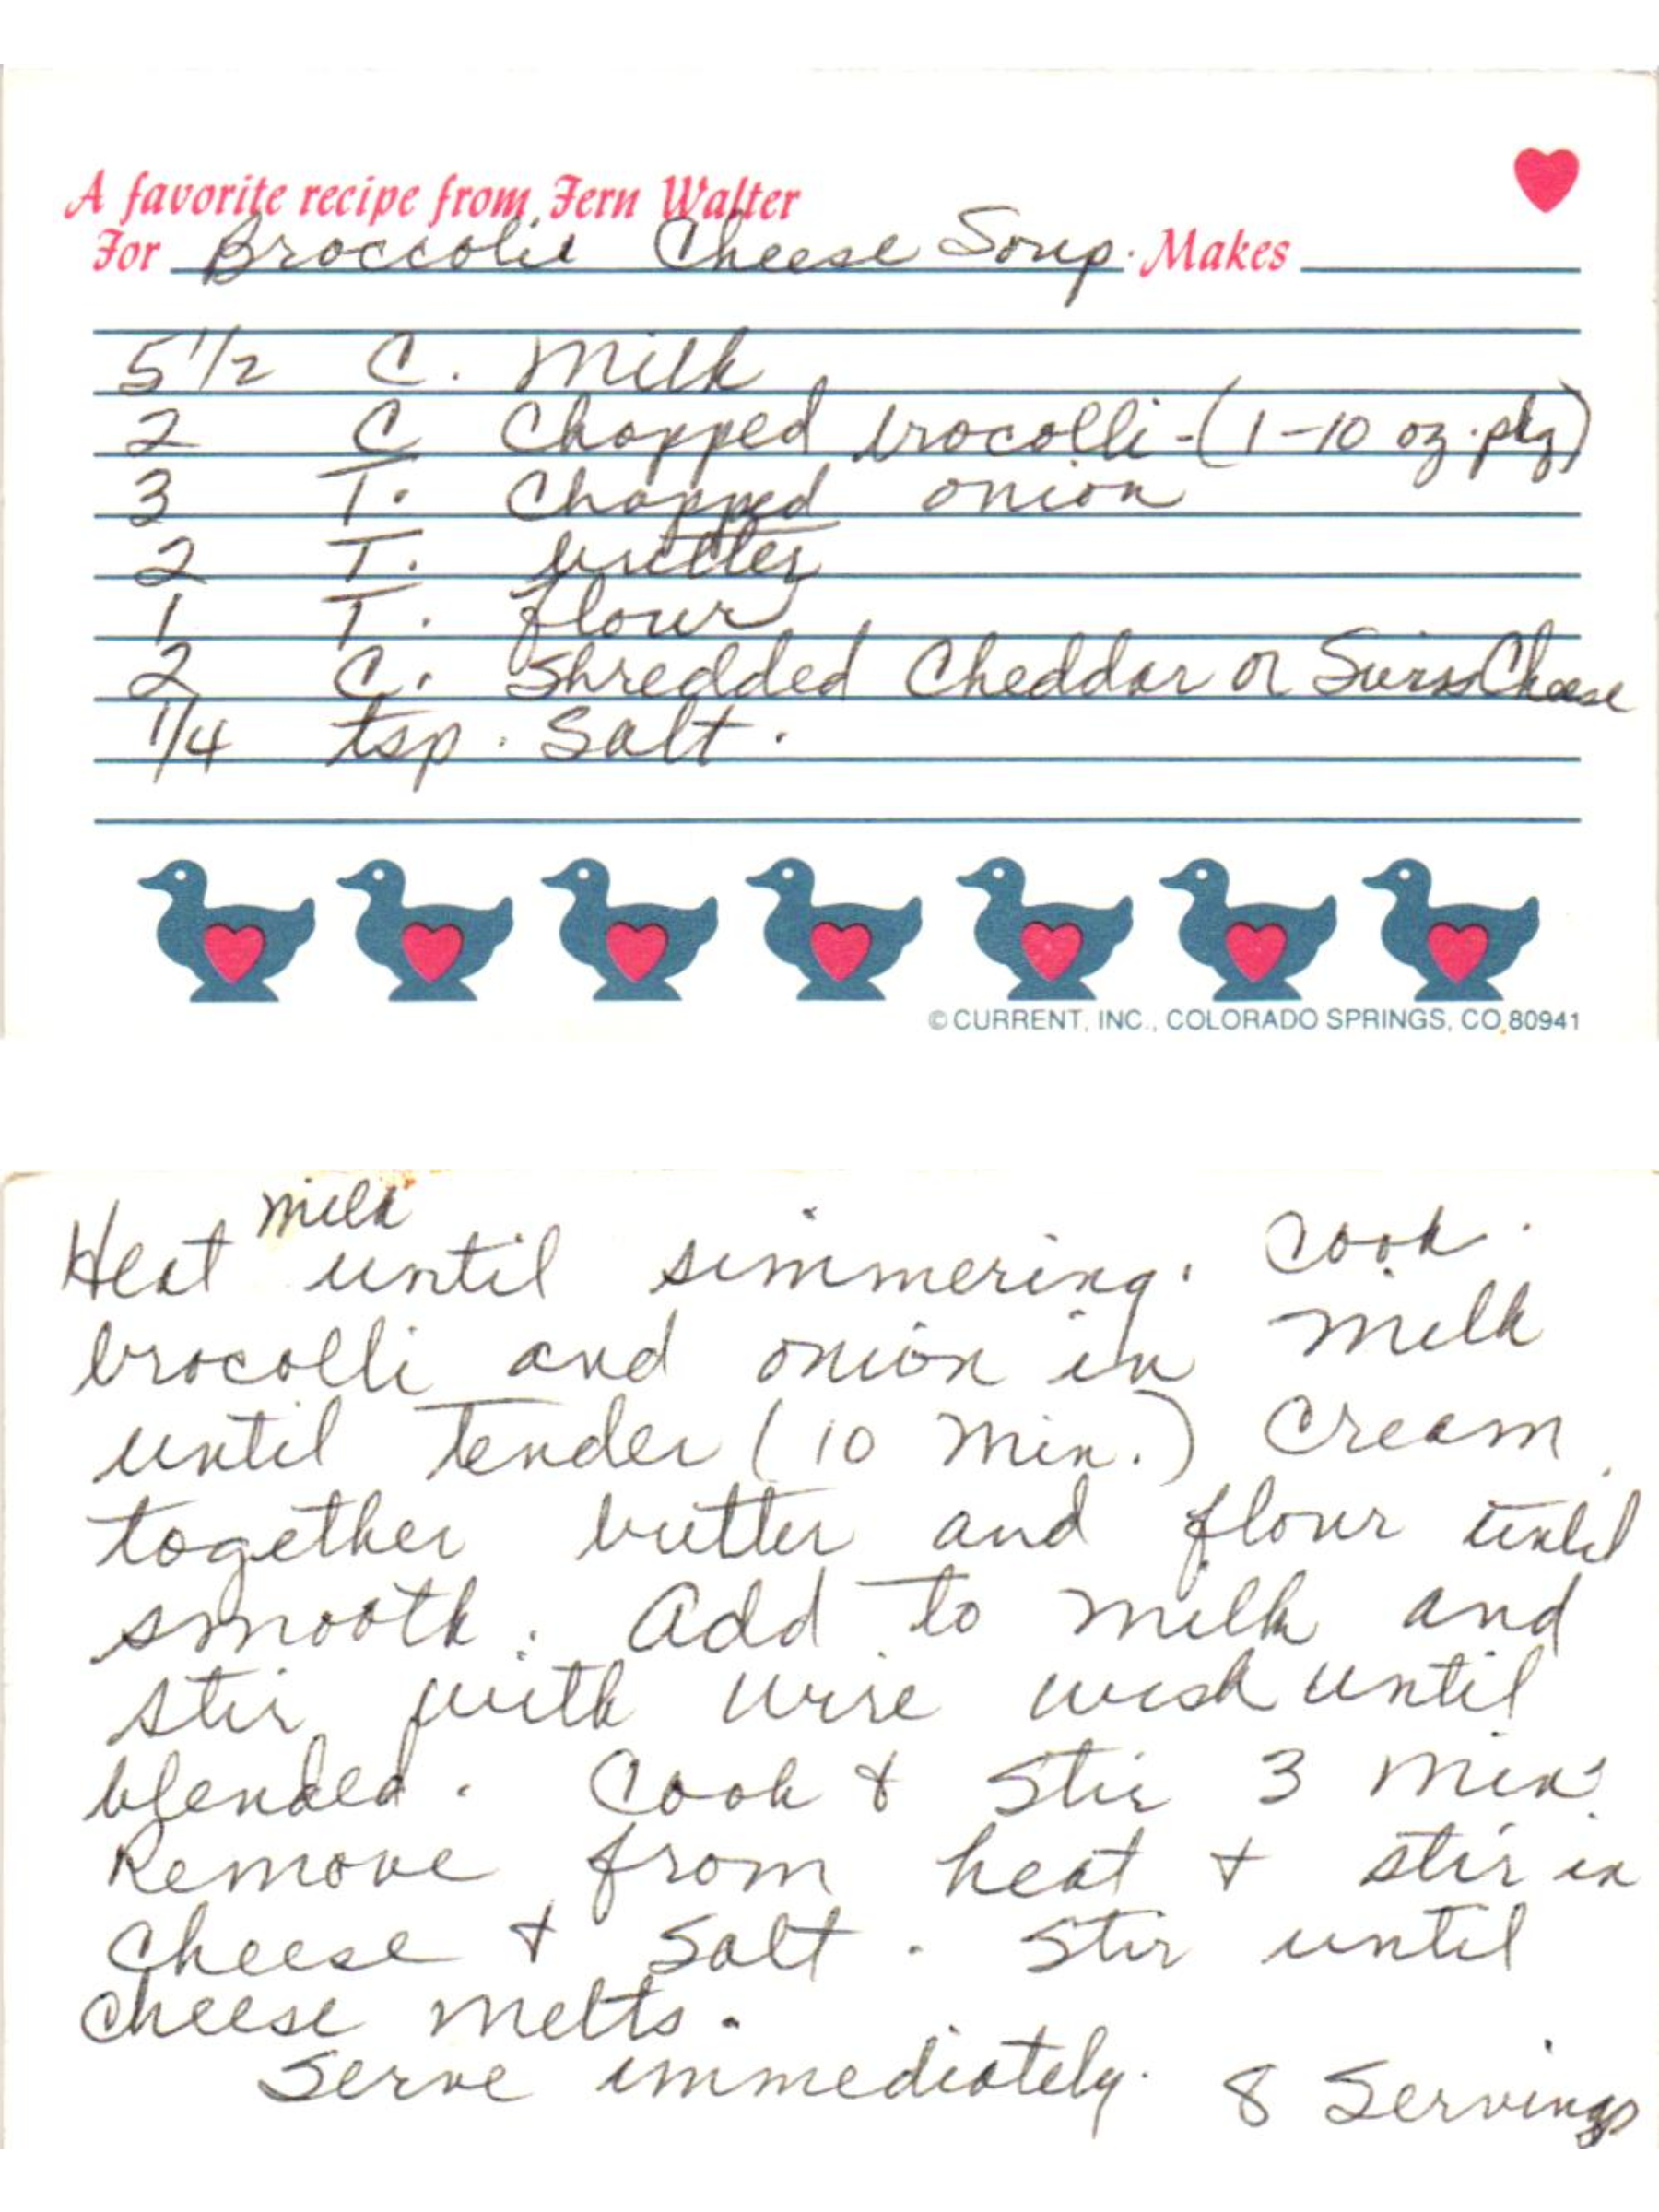 A favorite recipe from Fern Walter
For Broccolie Cheese Soup. Makes
5 1/2 C. Milk
2 C Chopped brocolli - (1-10 oz. pkg)
3 T. Chopped onion
2 T. butter
1 T. flour
2 C. Shredded Cheddar or Swiss Cheese
1/4 tsp. Salt.
© CURRENT, INC., COLORADO SPRINGS, CO 80941
Heat milk until simmering. Cook
brocolli and onion in milk
until tender (10 min.) Cream
together butter and flour until
smooth. Add to milk and
stir with wire wisk until
blended. Cook & Stir 3 min.
Remove from heat + stir in
Cheese + Salt. Stir until
Cheese melts.
Serve immediately. 8 Servings